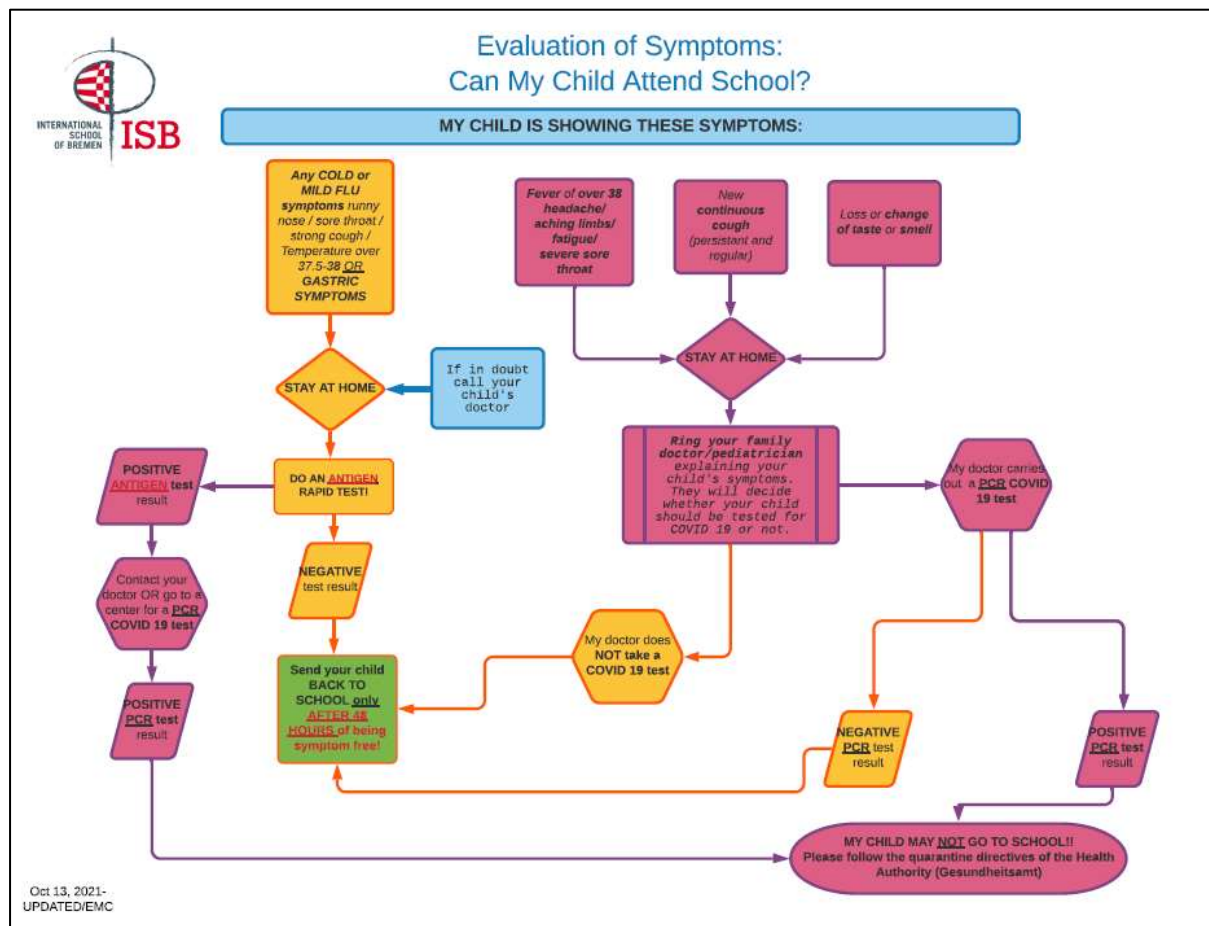 Evaluation of Symptoms:
Can My Child Attend School?
INTERNATIONAL
SCHOOL
OF BREMEN
ISB
MY CHILD IS SHOWING THESE SYMPTOMS:
Any COLD or
MILD FLU
symptoms runny
nose / sore throat /
strong cough /
Temperature over
37.5-38 OR
GASTRIC
SYMPTOMS
Fever of over 38
headache/
aching limbs/
fatigue/
severe sore
throat
New
continuous
cough
(persistant and
regular)
Loss or change
of taste or smell
STAY AT HOME
If in doubt
call your
child's
doctor
STAY AT HOME
DO AN ANTIGEN
RAPID TEST!
POSITIVE
ANTIGEN test
result
Ring your family
doctor/pediatrician
explaining your
child's symptoms.
They will decide
whether your child
should be tested for
COVID 19 or not.
My doctor carries
out a PCR COVID
19 test
NEGATIVE
test result
Contact your
doctor OR go to a
center for a PCR
COVID 19 test
My doctor does
NOT take a
COVID 19 test
Send your child
BACK TO
SCHOOL only
AFTER 48
HOURS of being
symptom free!
POSITIVE
PCR test
result
NEGATIVE
PCR test
result
POSITIVE
PCR test
result
MY CHILD MAY NOT GO TO SCHOOL!!
Please follow the quarantine directives of the Health
Authority (Gesundheitsamt)
Oct 13, 2021-
UPDATED/EMC